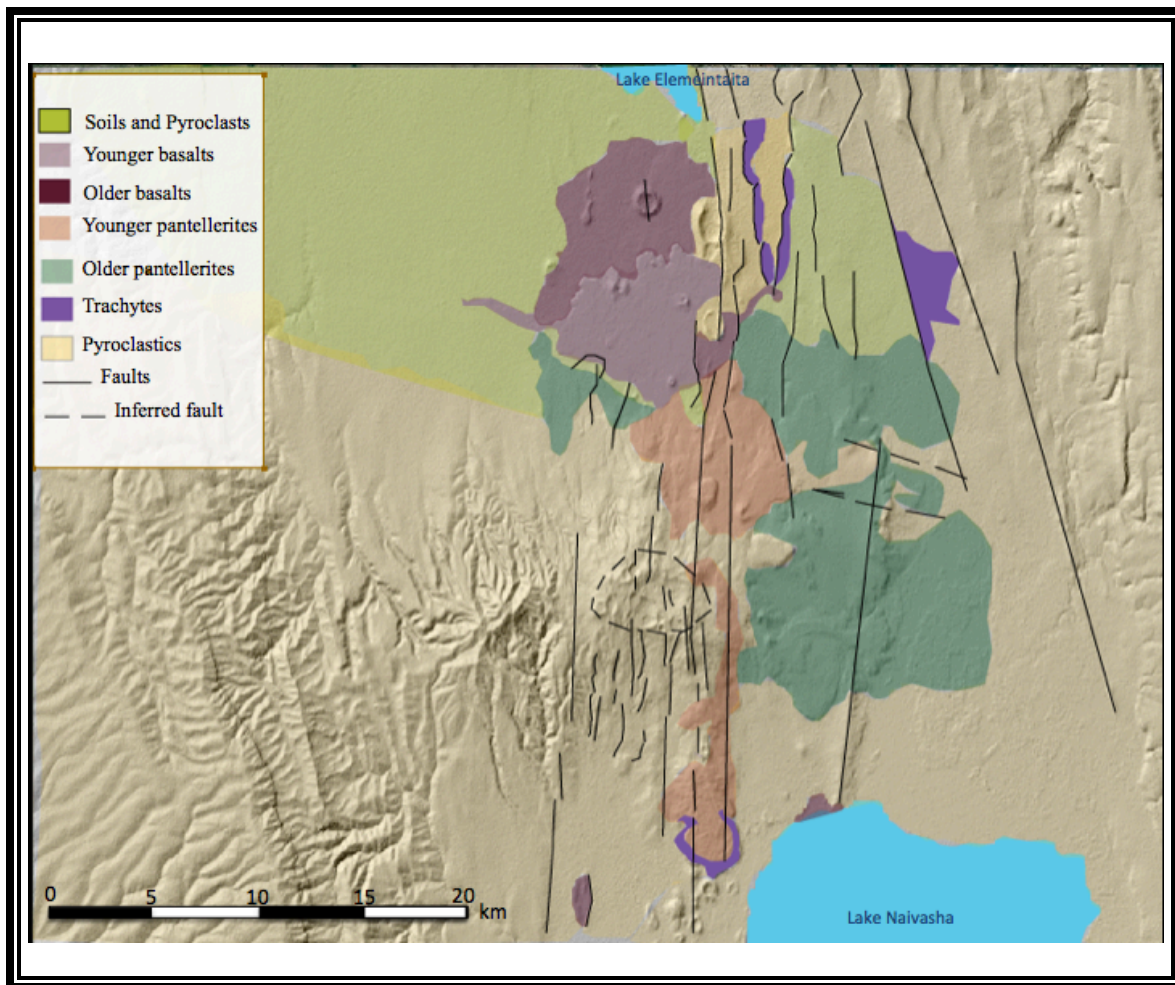 Lake Elemeintaita
Soils and Pyroclasts
Younger basalts
Older basalts
Younger pantellerites
Older pantellerites
Trachytes
Pyroclastics
Faults
Inferred fault
0 5 10 15 20 km
Lake Naivasha